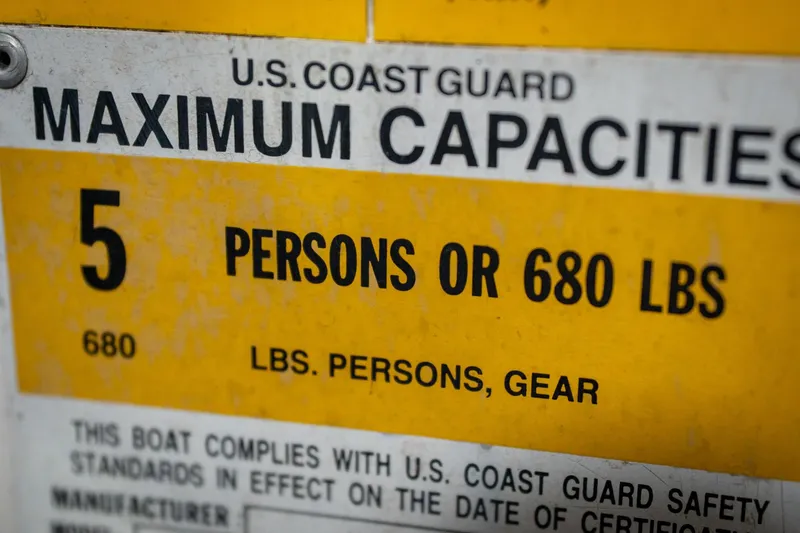 U.S. COAST GUARD
MAXIMUM CAPACITIES
5 PERSONS OR 680 LBS
680 LBS. PERSONS, GEAR
THIS BOAT COMPLIES WITH U.S. COAST GUARD SAFETY
STANDARDS IN EFFECT ON THE DATE OF
MANUFACTURER